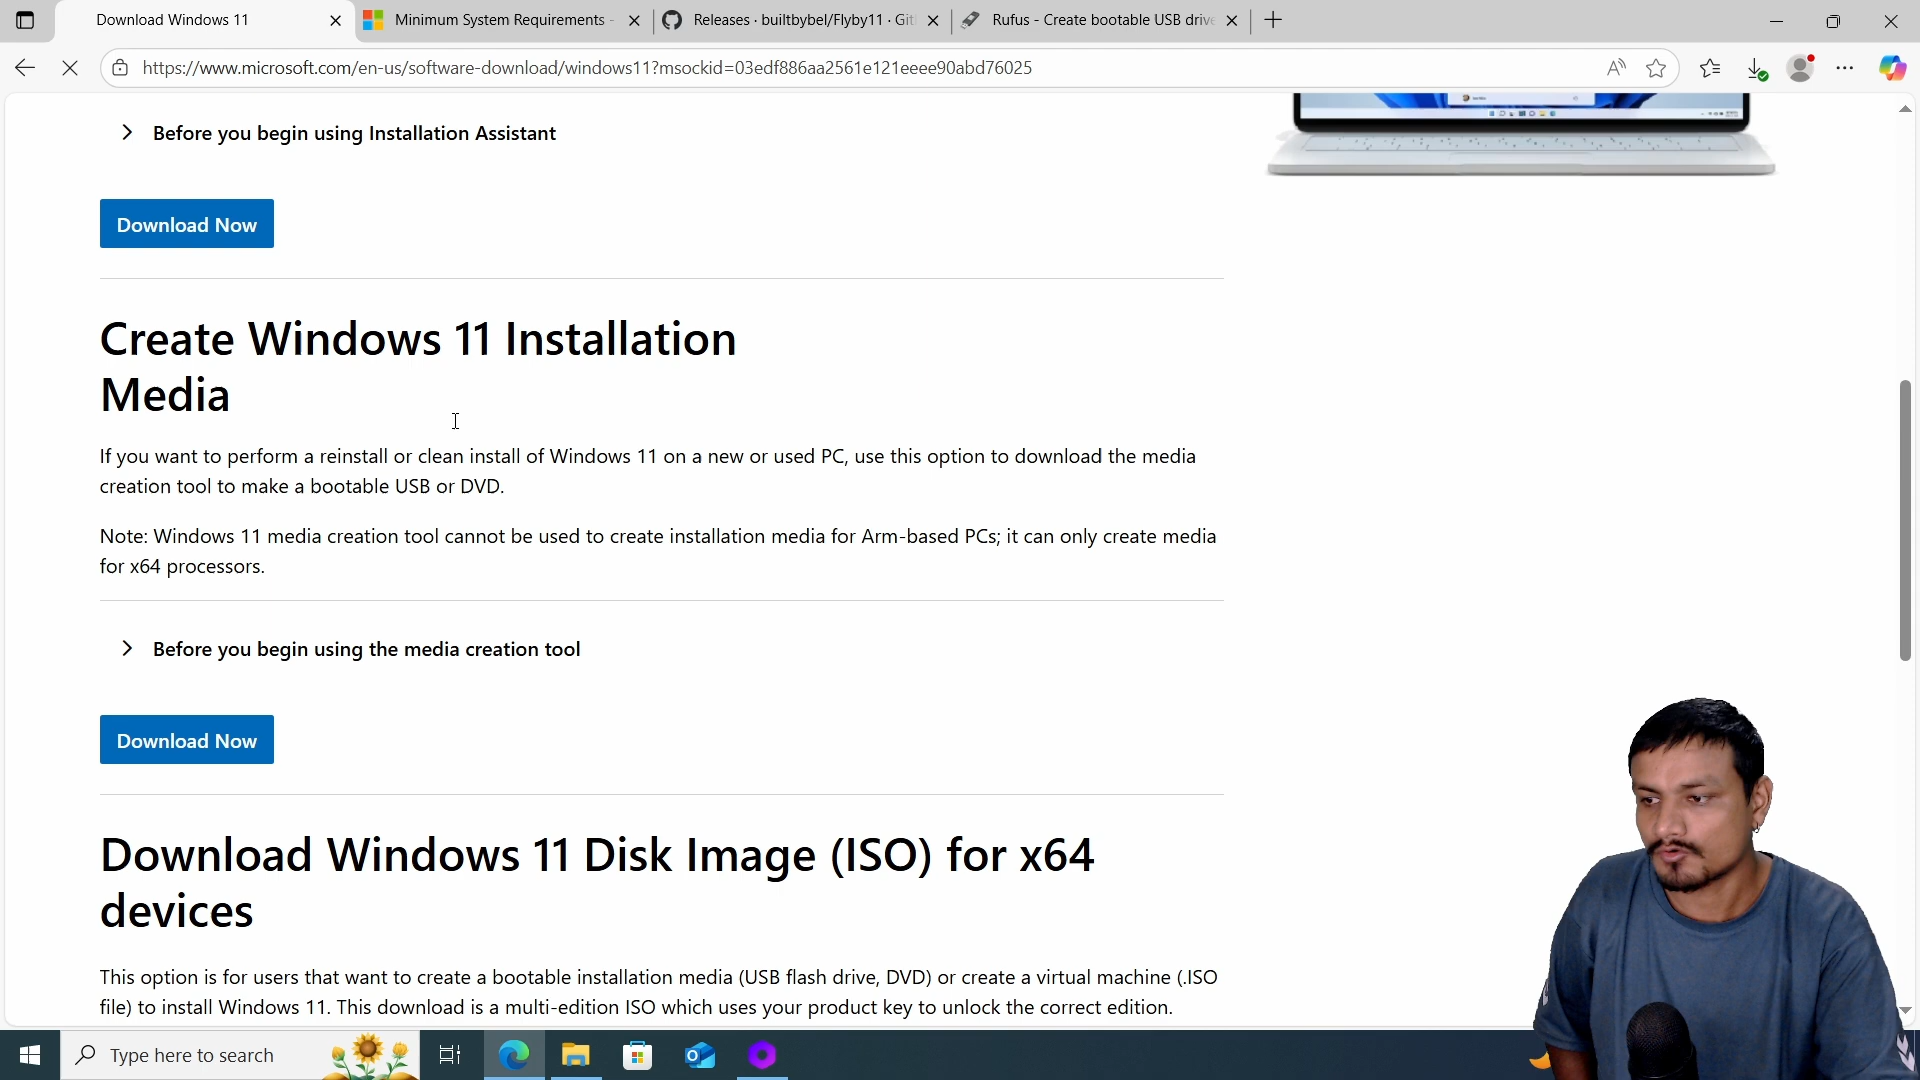 Download Windows 11
Minimum System Requirements -
Releases · builtbybel/Flyby11 · Git
Rufus - Create bootable USB drive
https://www.microsoft.com/en-us/software-download/windows11?msockid=03edf886aa2561e121eeee90abd76025
Before you begin using Installation Assistant
Download Now
Create Windows 11 Installation
Media
If you want to perform a reinstall or clean install of Windows 11 on a new or used PC, use this option to download the media
creation tool to make a bootable USB or DVD.
Note: Windows 11 media creation tool cannot be used to create installation media for Arm-based PCs; it can only create media
for x64 processors.
Before you begin using the media creation tool
Download Now
Download Windows 11 Disk Image (ISO) for x64
devices
This option is for users that want to create a bootable installation media (USB flash drive, DVD) or create a virtual machine (.ISO
file) to install Windows 11. This download is a multi-edition ISO which uses your product key to unlock the correct edition.
Type here to search